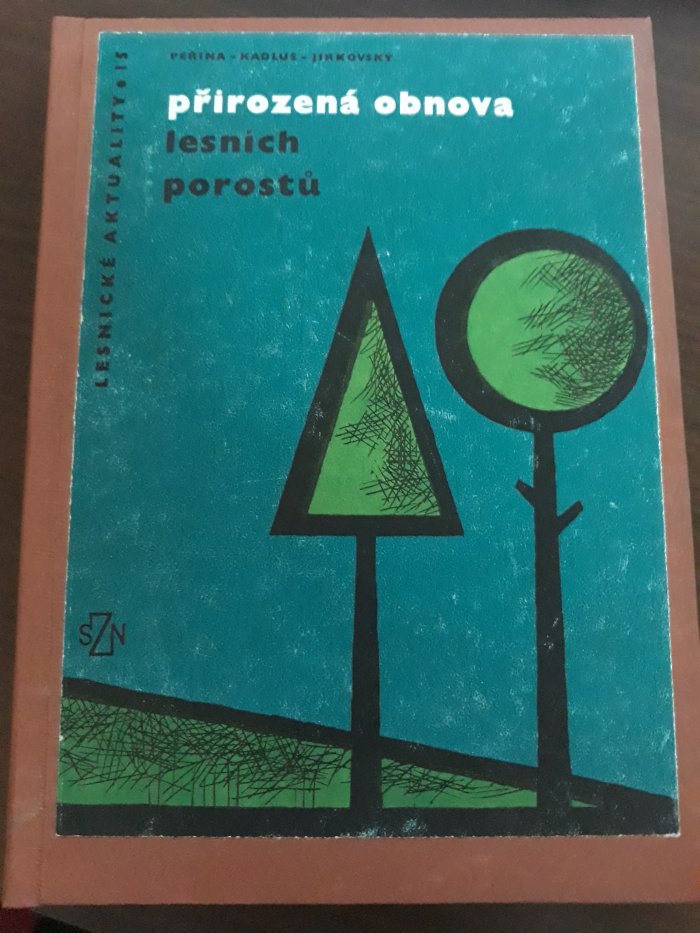 PEŘINA - KADLUS - JIRKOVSKÝ
přirozená obnova
lesních
porostů
LESNICKÉ AKTUALITY • 15
SZN